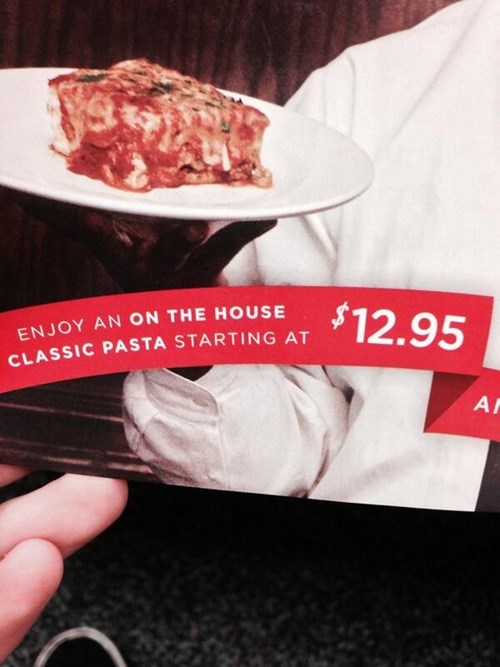 ENJOY AN ON THE HOUSE
CLASSIC PASTA STARTING AT
$12.95